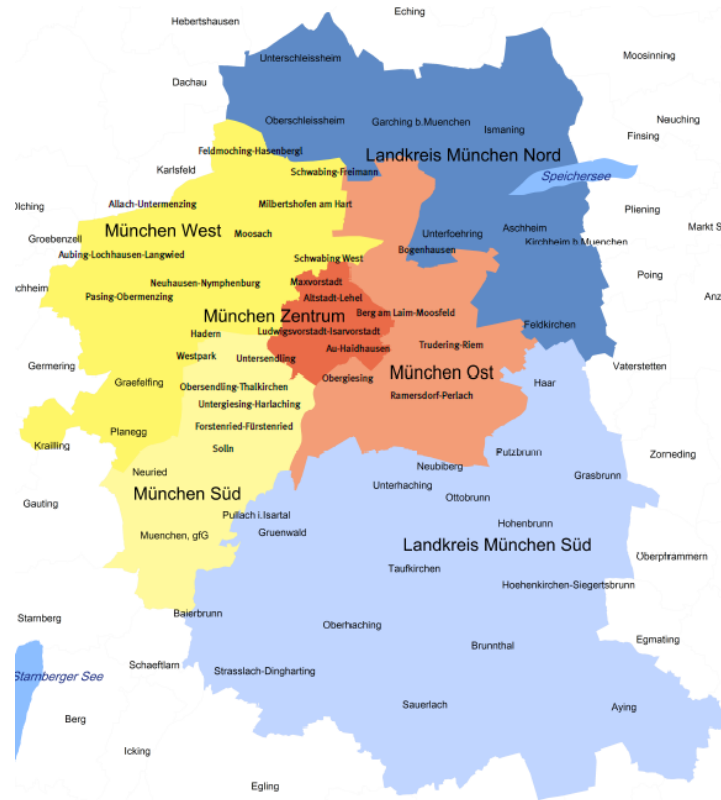 Eching
Hebertshausen
Unterschleissheim
Moosinning
Dachau
Oberschleissheim
Garching b.Muenchen
Neuching
Ismaning
Finsing
Feldmoching-Hasenbergl
Landkreis München Nord
Karlsfeld
Schwabing-Freimann
Speichersee
Allach-Untermenzing
Milbertshofen am Hart
Pliening
München West
Moosach
Unterfoehring
Aschheim
Markt S
Groebenzell
Kirchheim b.Muenchen
Aubing-Lochhausen-Langwied
Schwabing West
Bogenhausen
Poing
Neuhausen-Nymphenburg
Maxvorstadt
chheim
Pasing-Obermenzing
Altstadt-Lehel
Anz
München Zentrum
Berg am Laim-Moosfeld
Feldkirchen
Hadern
Ludwigsvorstadt-Isarvorstadt
Westpark
Untersendling
Au-Haidhausen
Trudering-Riem
Germering
Vaterstetten
Graefelfing
Obersendling-Thalkirchen
Obergiesing
München Ost
Haar
Untergiesing-Harlaching
Ramersdorf-Perlach
Forstenried-Fürstenried
Planegg
Krailling
Solln
Putzbrunn
Zorneding
Neuried
Neubiberg
Grasbrunn
Gauting
München Süd
Unterhaching
Ottobrunn
Pullach i.Isartal
Hohenbrunn
Muenchen, gfG
Gruenwald
Landkreis München Süd
Oberpframmern
Taufkirchen
Hoehenkirchen-Siegertsbrunn
Starnberg
Baierbrunn
Oberhaching
Egmating
Brunnthal
Schaeftlarn
Strasslach-Dingharting
Starnberger See
Sauerlach
Aying
Berg
Icking
Egling